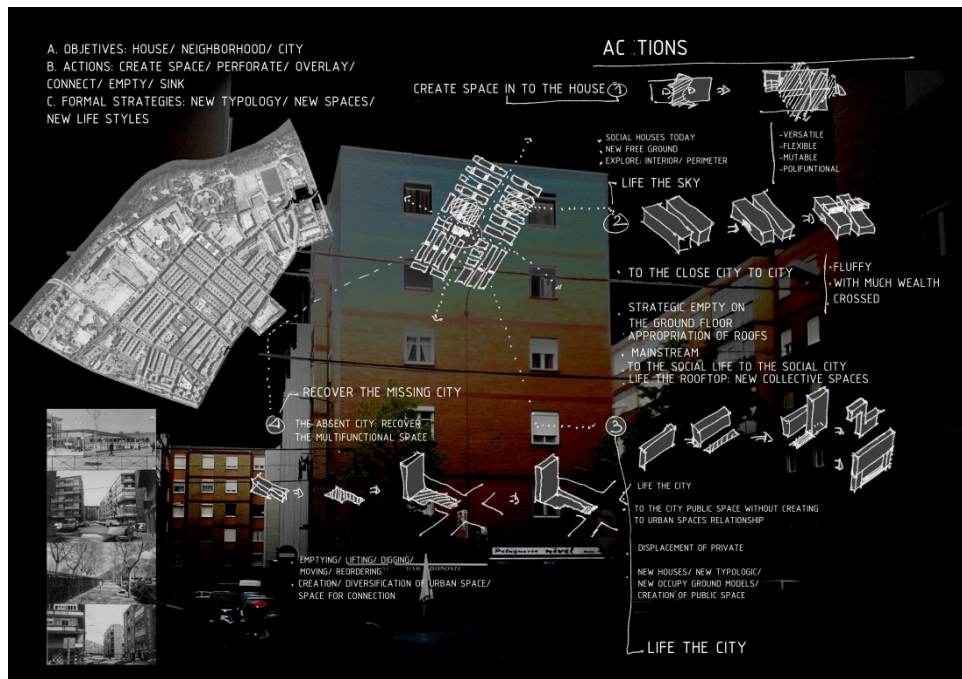 A. OBJETIVES: HOUSE/ NEIGHBORHOOD/ CITY
B. ACTIONS: CREATE SPACE/ PERFORATE/ OVERLAY/
CONNECT/ EMPTY/ SINK
C. FORMAL STRATEGIES: NEW TYPOLOGY/ NEW SPACES/
NEW LIFE STYLES
ACTIONS
CREATE SPACE IN TO THE HOUSE 1
SOCIAL HOUSES TODAY
NEW FREE GROUND
EXPLORE: INTERIOR/ PERIMETER
-VERSATILE
-FLEXIBLE
-MUTABLE
-POLIFUNTIONAL
LIFE THE SKY
2
TO THE CLOSE CITY TO CITY
FLUFFY
WITH MUCH WEALTH
CROSSED
STRATEGIC EMPTY ON
THE GROUND FLOOR
APPROPRIATION OF ROOFS
MAINSTREAM
TO THE SOCIAL LIFE TO THE SOCIAL CITY
LIFE THE ROOFTOP: NEW COLLECTIVE SPACES
RECOVER THE MISSING CITY
4
THE ABSENT CITY: RECOVER
THE MULTIFUNCTIONAL SPACE
3
LIFE THE CITY
TO THE CITY PUBLIC SPACE WITHOUT CREATING
TO URBAN SPACES RELATIONSHIP
DISPLACEMENT OF PRIVATE
NEW HOUSES/ NEW TYPOLOGIC/
NEW OCCUPY GROUND MODELS/
CREATION OF PUBLIC SPACE
EMPTYING/ LIFTING/ DIGGING/
MOVING/ REORDERING
CREATION/ DIVERSIFICATION OF URBAN SPACE/
SPACE FOR CONNECTION
Peluquería nivel
LIFE THE CITY